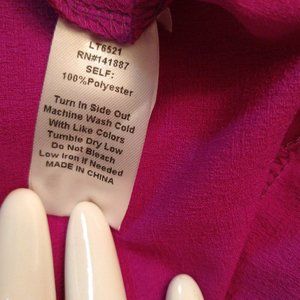 LT6521
RN#141887
SELF:
100%Polyester
Turn In Side Out
Machine Wash Cold
With Like Colors
Tumble Dry Low
Do Not Bleach
Low Iron if Needed
MADE IN CHINA